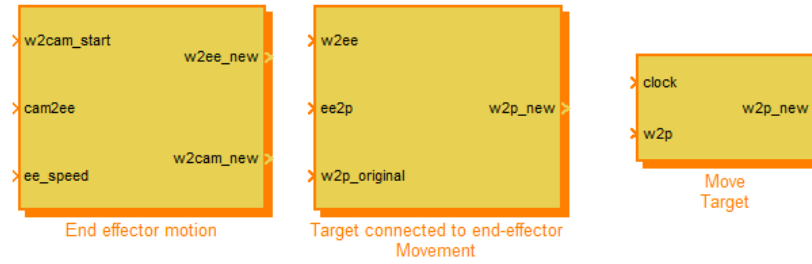 w2cam_start
w2ee_new
cam2ee
w2cam_new
ee_speed
End effector motion
w2ee
ee2p
w2p_new
w2p_original
Target connected to end-effector
Movement
clock
w2p_new
w2p
Move
Target